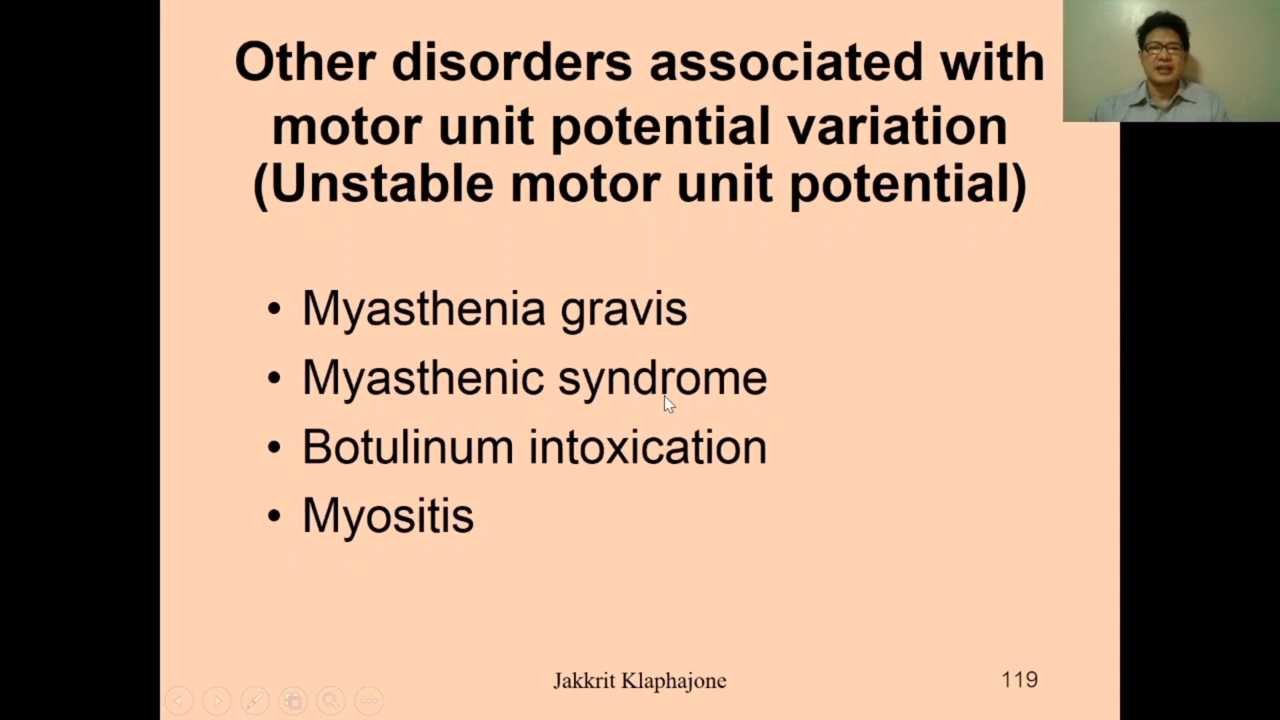 Other disorders associated with
motor unit potential variation
(Unstable motor unit potential)
• Myasthenia gravis
• Myasthenic syndrome
• Botulinum intoxication
• Myositis
Jakkrit Klaphajone
119